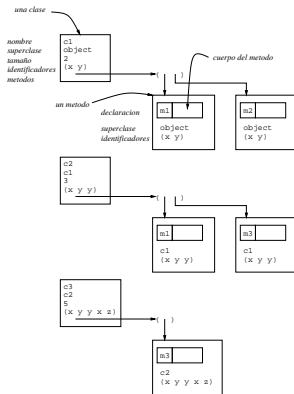 una clase
nombre
superclase
tamaño
identificadores
metodos
c1
object
2
(x y)
( )
cuerpo del metodo
un metodo
declaracion
superclase
identificadores
m1
object
(x y)
m2
object
(x y)
c2
c1
3
(x y y)
( )
m1
c1
(x y y)
m3
c1
(x y y)
c3
c2
5
(x y y x z)
( )
m3
c2
(x y y x z)